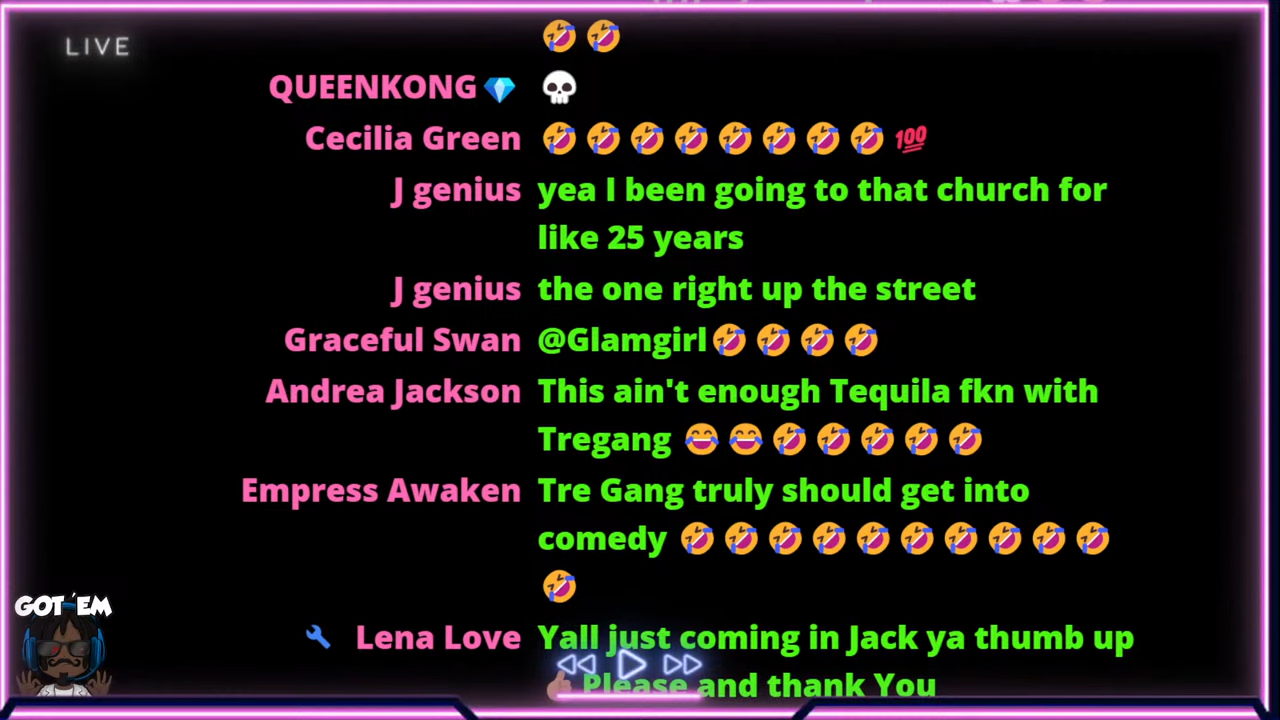 LIVE
🤣🤣
QUEENKONG💎 💀
Cecilia Green 🤣🤣🤣🤣🤣🤣🤣🤣💯
J genius yea I been going to that church for
like 25 years
J genius the one right up the street
Graceful Swan @Glamgirl🤣🤣🤣🤣
Andrea Jackson This ain't enough Tequila fkn with
Tregang 😂😂🤣🤣🤣🤣🤣
Empress Awaken Tre Gang truly should get into
comedy 🤣🤣🤣🤣🤣🤣🤣🤣🤣🤣
🤣
GOT 'EM
Lena Love Yall just coming in Jack ya thumb up
Please and thank You